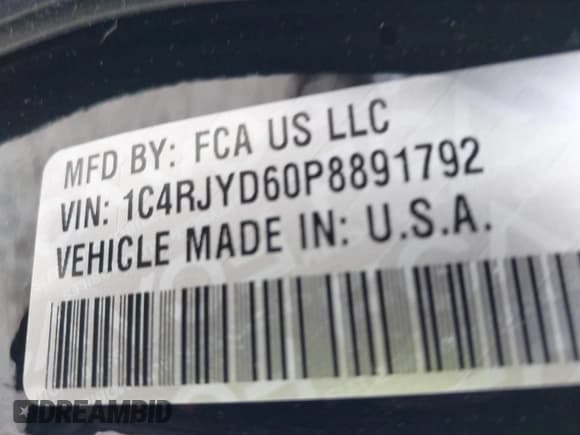 MFD BY: FCA US LLC
VIN: 1C4RJYD60P8891792
VEHICLE MADE IN: U.S.A.
DREAMBID